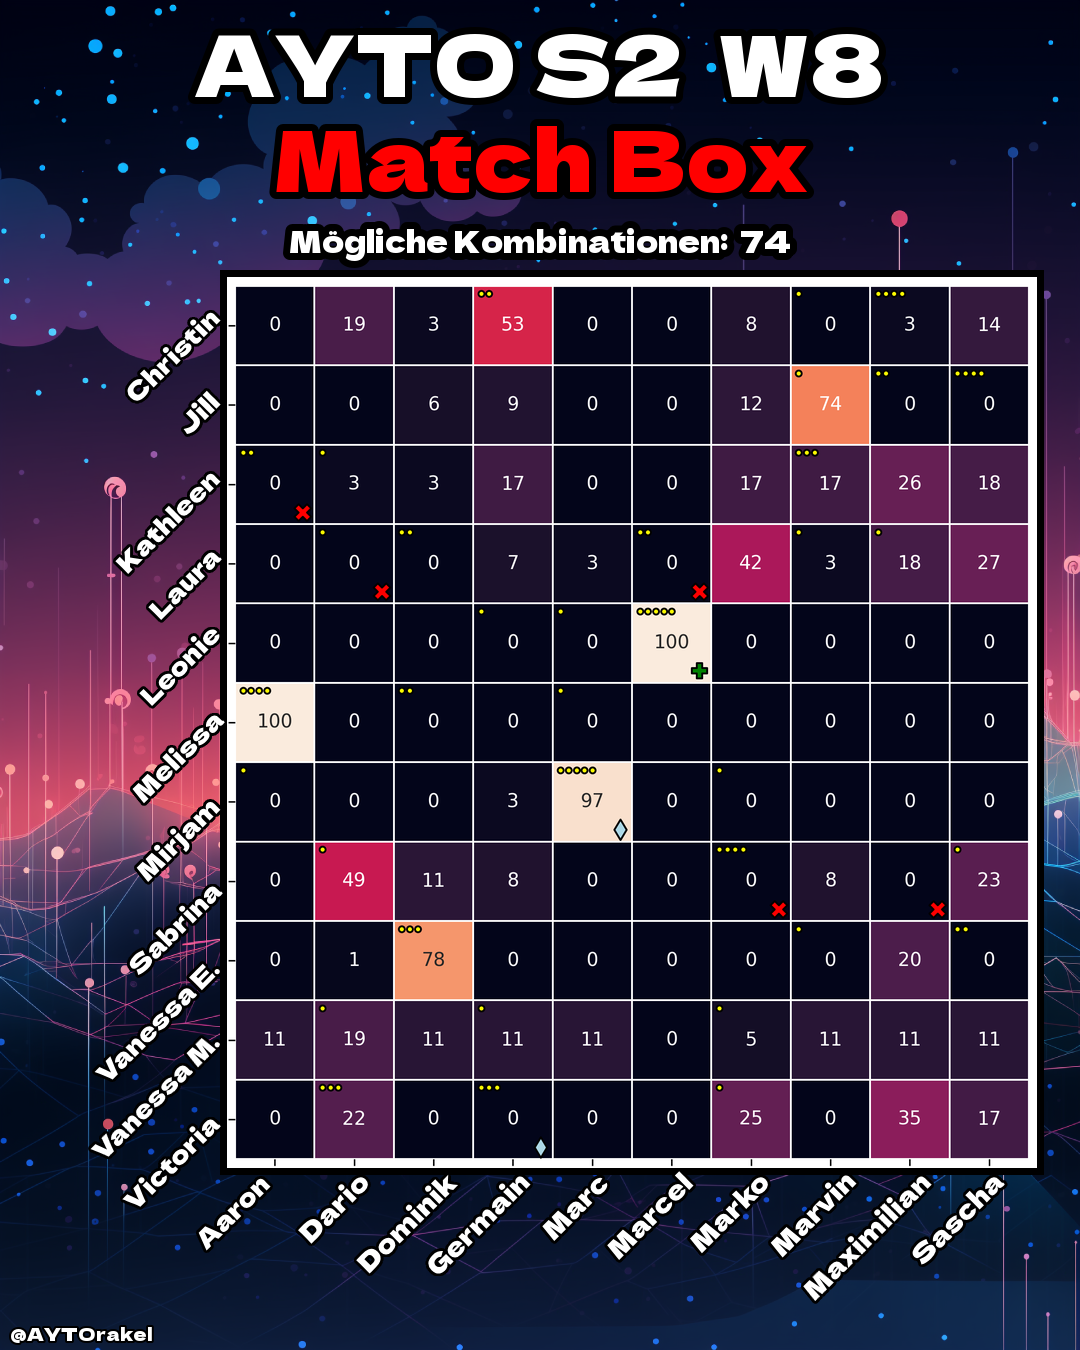 AYTO S2 W8
Match Box
Mögliche Kombinationen: 74
Christin 0 19 3 53 0 0 8 0 3 14
Jill 0 0 6 9 0 0 12 74 0 0
Kathleen 0 3 3 17 0 0 17 17 26 18
Laura 0 0 0 7 3 0 42 3 18 27
Leonie 0 0 0 0 0 100 0 0 0 0
Melissa 100 0 0 0 0 0 0 0 0 0
Mirjam 0 0 0 3 97 0 0 0 0 0
Sabrina 0 49 11 8 0 0 0 8 0 23
Vanessa E. 0 1 78 0 0 0 0 0 20 0
Vanessa M. 11 19 11 11 11 0 5 11 11 11
Victoria 0 22 0 0 0 0 25 0 35 17
Aaron Dario Dominik Germain Marc Marcel Marko Marvin Maximilian Sascha
@AYTOrakel